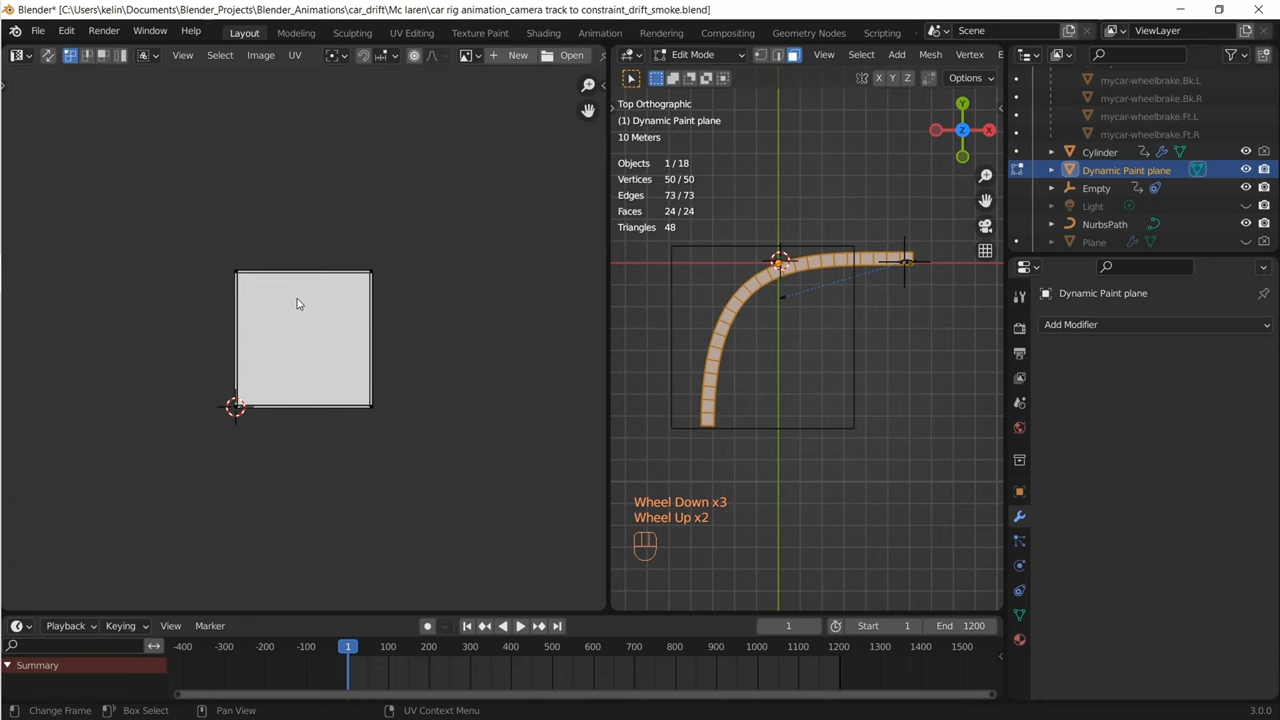 Blender* [C:\Users\kelin\Documents\Blender_Projects\Blender_Animations\car_drift\Mc laren\car rig animation_camera track to constraint_drift_smoke.blend]
File Edit Render Window Help Layout Modeling Sculpting UV Editing Texture Paint Shading Animation Rendering Compositing Geometry Nodes Scripting Scene ViewLayer
View Select Image UV New Open Edit Mode View Select Add Mesh Vertex
X Y Z Options
Top Orthographic
(1) Dynamic Paint plane
10 Meters
Objects 1 / 18
Vertices 50 / 50
Edges 73 / 73
Faces 24 / 24
Triangles 48
Y
Z X
Wheel Down x3
Wheel Up x2
mycar-wheelbrake.Bk.L
mycar-wheelbrake.Bk.R
mycar-wheelbrake.Ft.L
mycar-wheelbrake.Ft.R
Cylinder
Dynamic Paint plane
Empty
Light
NurbsPath
Plane
Dynamic Paint plane
Add Modifier
Playback Keying View Marker 1 Start 1 End 1200
-400 -300 -200 -100 1 100 200 300 400 500 600 700 800 900 1000 1100 1200 1300 1400 1500
Summary
Change Frame Box Select Pan View UV Context Menu 3.0.0